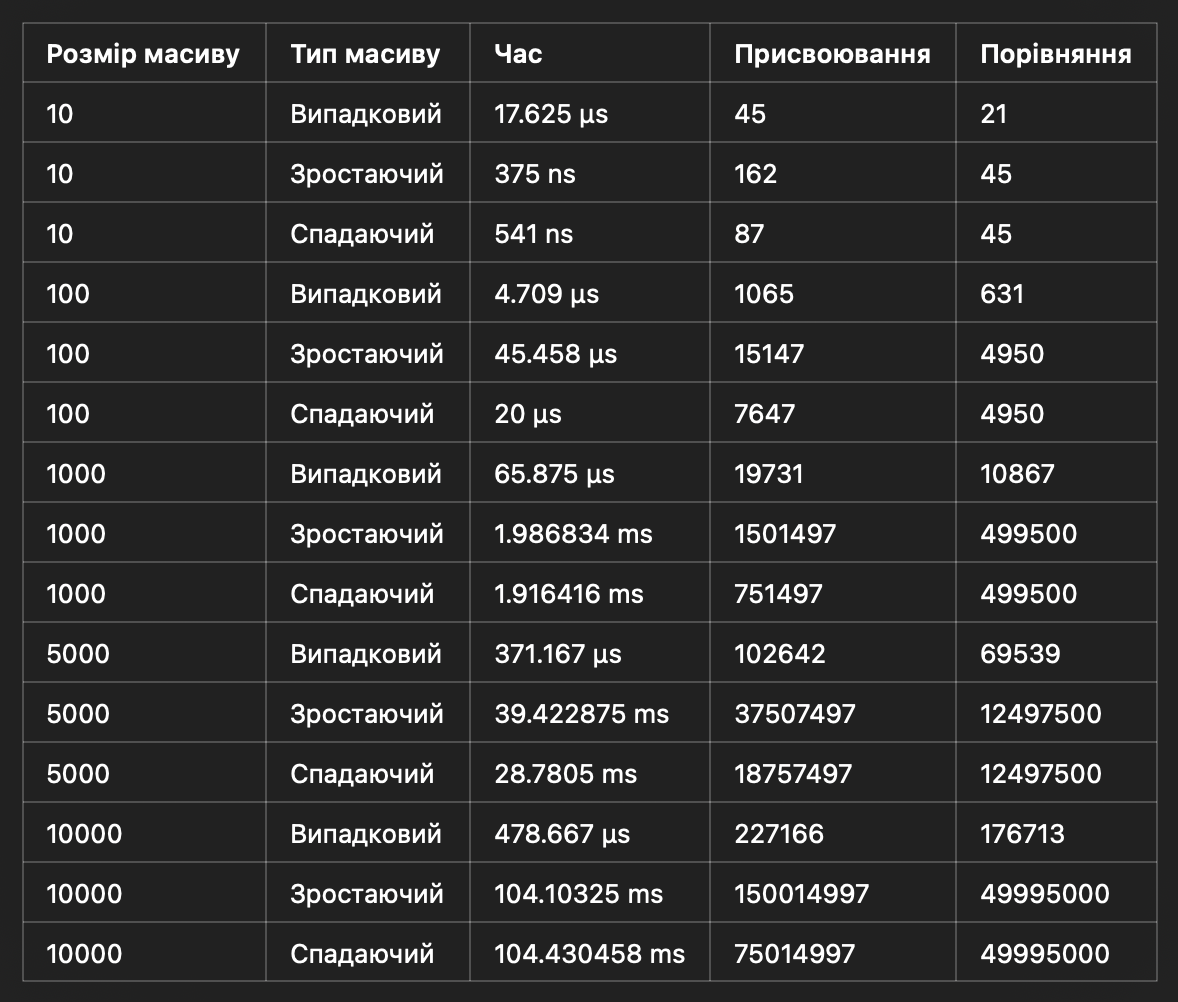 Розмір масиву Тип масиву Час Присвоювання Порівняння
10 Випадковий 17.625 µs 45 21
10 Зростаючий 375 ns 162 45
10 Спадаючий 541 ns 87 45
100 Випадковий 4.709 µs 1065 631
100 Зростаючий 45.458 µs 15147 4950
100 Спадаючий 20 µs 7647 4950
1000 Випадковий 65.875 µs 19731 10867
1000 Зростаючий 1.986834 ms 1501497 499500
1000 Спадаючий 1.916416 ms 751497 499500
5000 Випадковий 371.167 µs 102642 69539
5000 Зростаючий 39.422875 ms 37507497 12497500
5000 Спадаючий 28.7805 ms 18757497 12497500
10000 Випадковий 478.667 µs 227166 176713
10000 Зростаючий 104.10325 ms 150014997 49995000
10000 Спадаючий 104.430458 ms 75014997 49995000